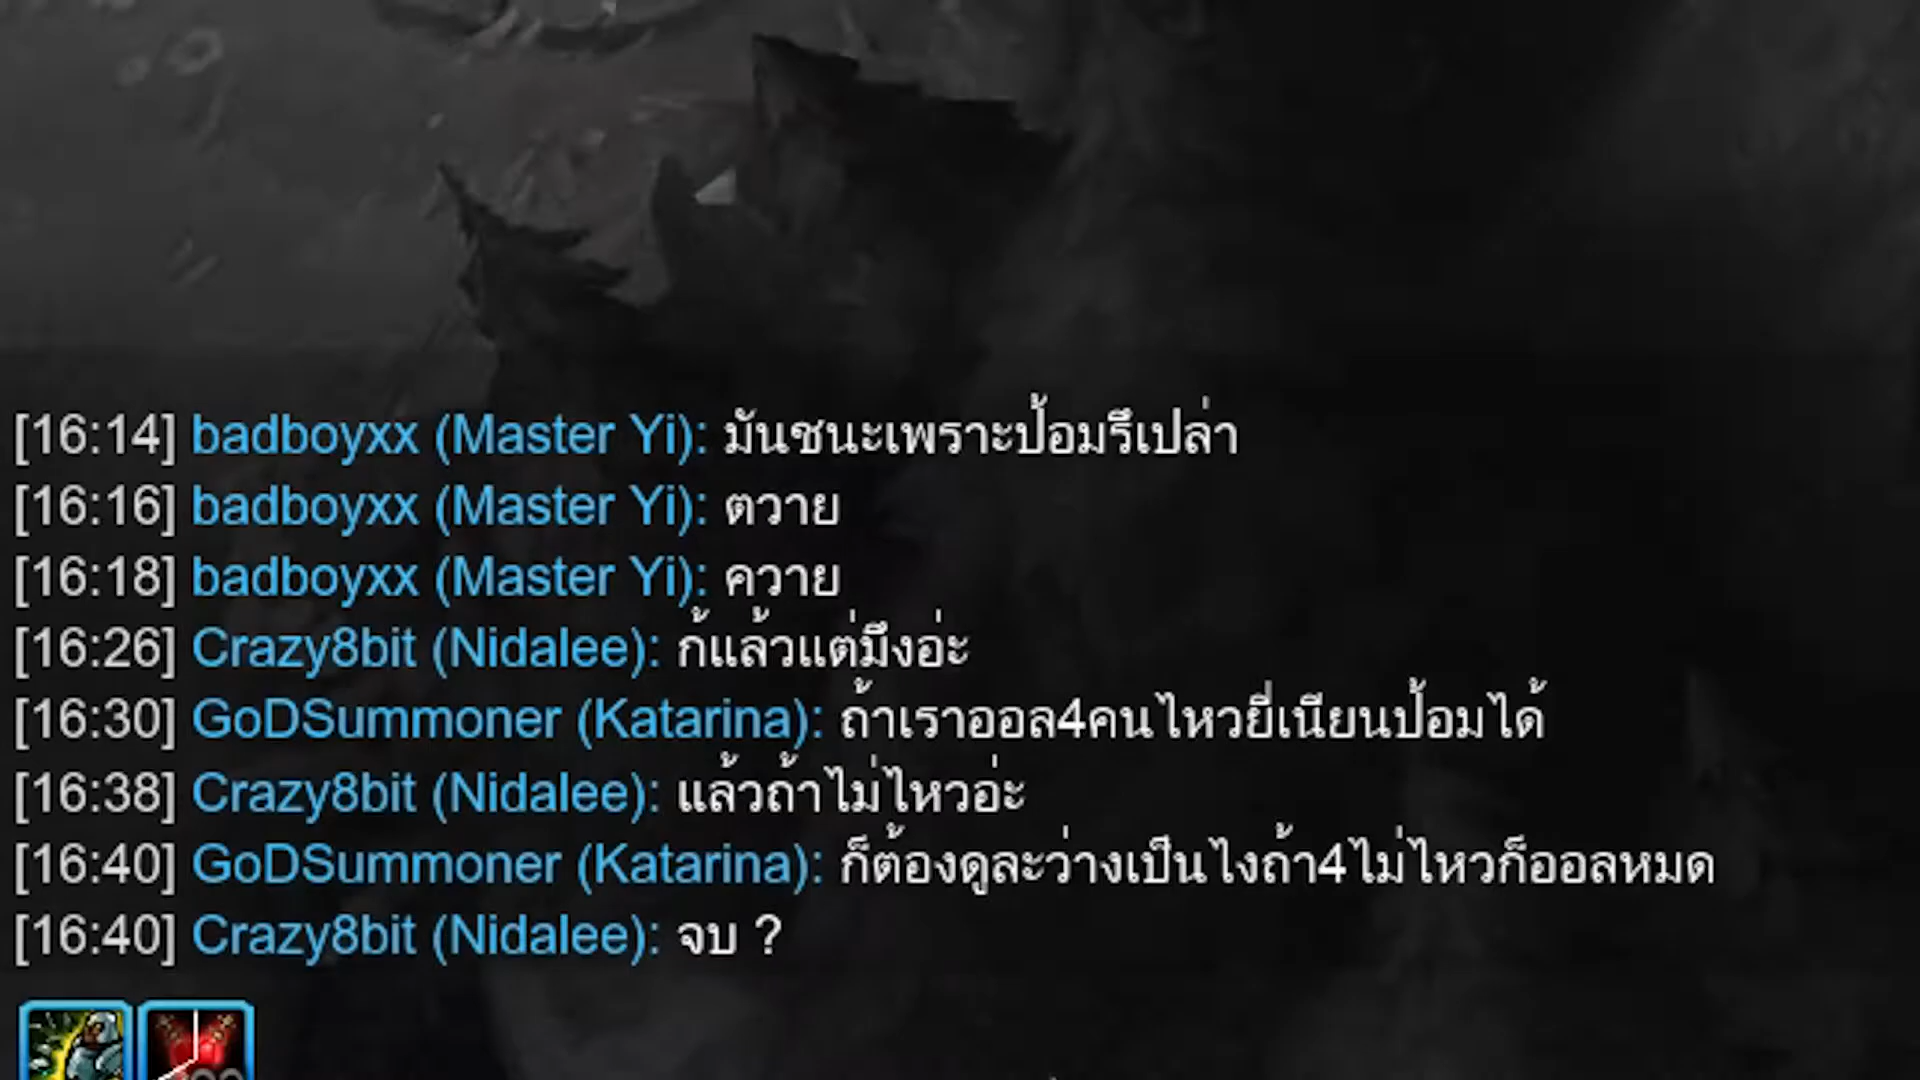 [16:14] badboyxx (Master Yi): มันชนะเพราะป้อมรึเปล่า
[16:16] badboyxx (Master Yi): ตวาย
[16:18] badboyxx (Master Yi): ควาย
[16:26] Crazy8bit (Nidalee): ก้แล้วแต่มึงอ่ะ
[16:30] GoDSummoner (Katarina): ถ้าเราออล4คนไหวยี่เนียนป้อมได้
[16:38] Crazy8bit (Nidalee): แล้วถ้าไม่ไหวอ่ะ
[16:40] GoDSummoner (Katarina): ก็ต้องดูละว่างเป็นไงถ้า4ไม่ไหวก็ออลหมด
[16:40] Crazy8bit (Nidalee): จบ ?